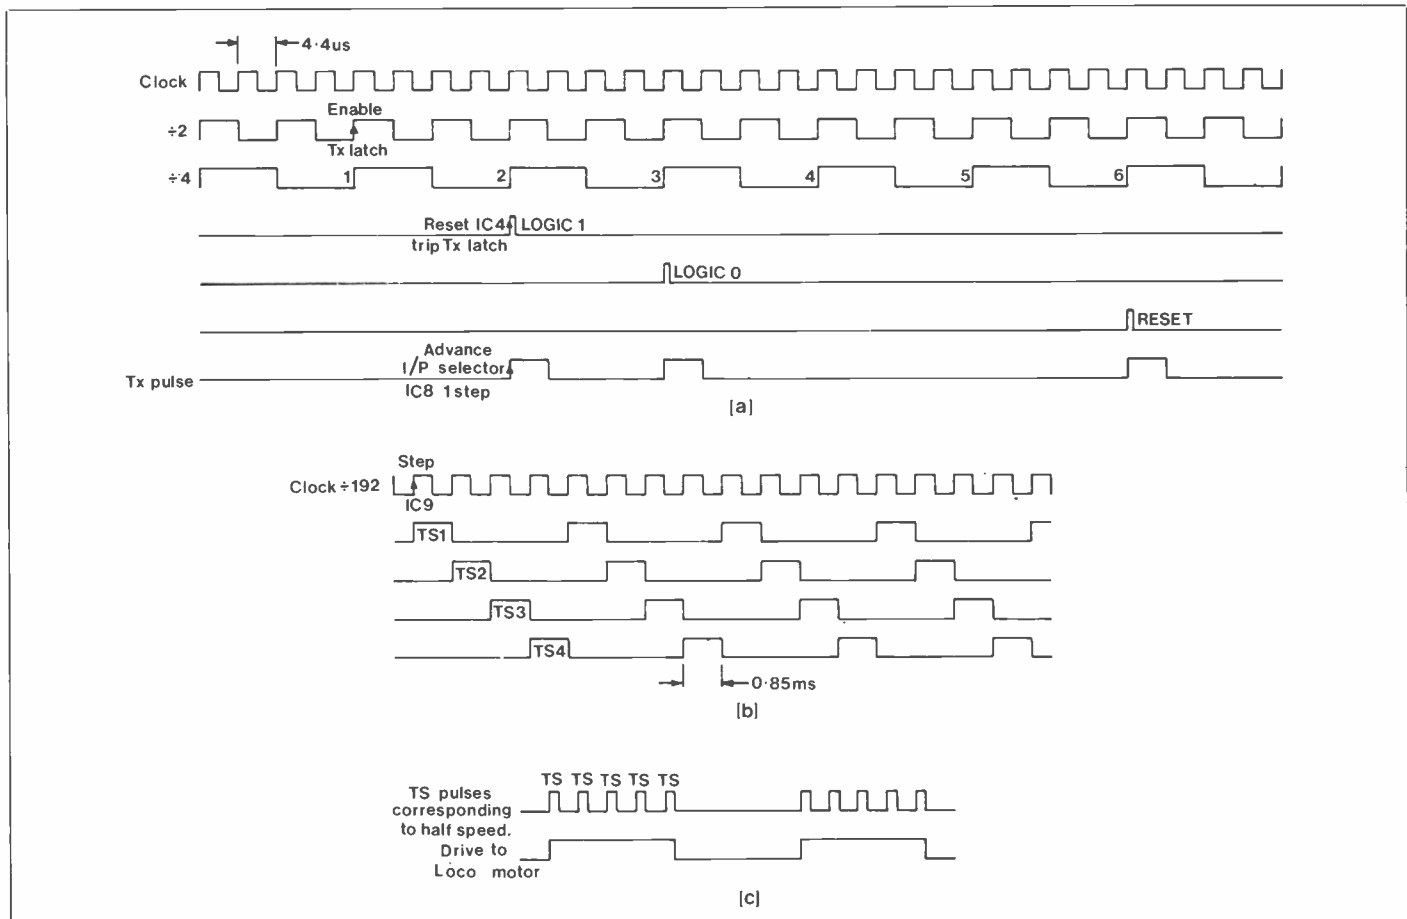 4·4us
Clock
Enable
÷2
Tx latch
÷4
1 2 3 4 5 6
Reset IC4 LOGIC 1
trip Tx latch
LOGIC 0
RESET
Advance
I/P selector
Tx pulse
IC8 1 step
[a]
Step
Clock ÷192
IC9
TS1
TS2
TS3
TS4
0·85ms
[b]
TS TS TS TS TS
TS pulses
corresponding
to half speed.
Drive to
Loco motor
[c]